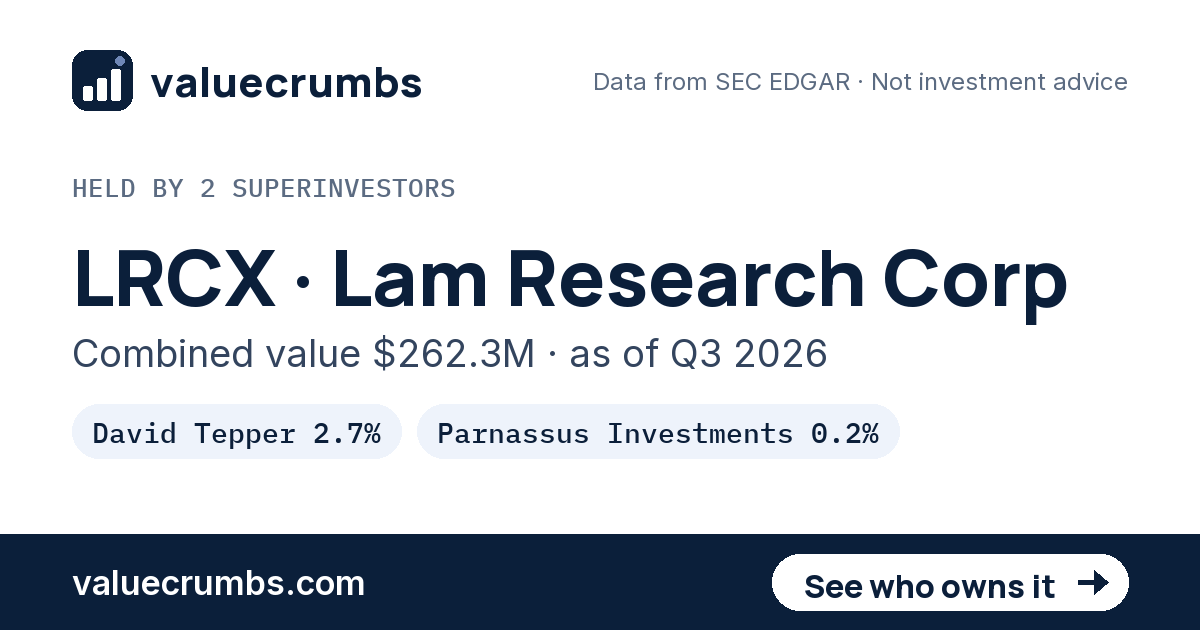 valuecrumbs
Data from SEC EDGAR · Not investment advice
HELD BY 2 SUPERINVESTORS
LRCX · Lam Research Corp
Combined value $262.3M · as of Q3 2026
David Tepper 2.7%
Parnassus Investments 0.2%
valuecrumbs.com
See who owns it →